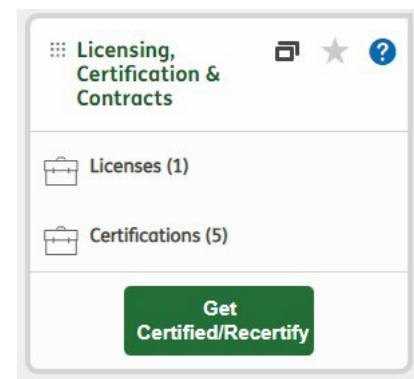 Licensing,
Certification &
Contracts
?
Licenses (1)
Certifications (5)
Get
Certified/Recertify